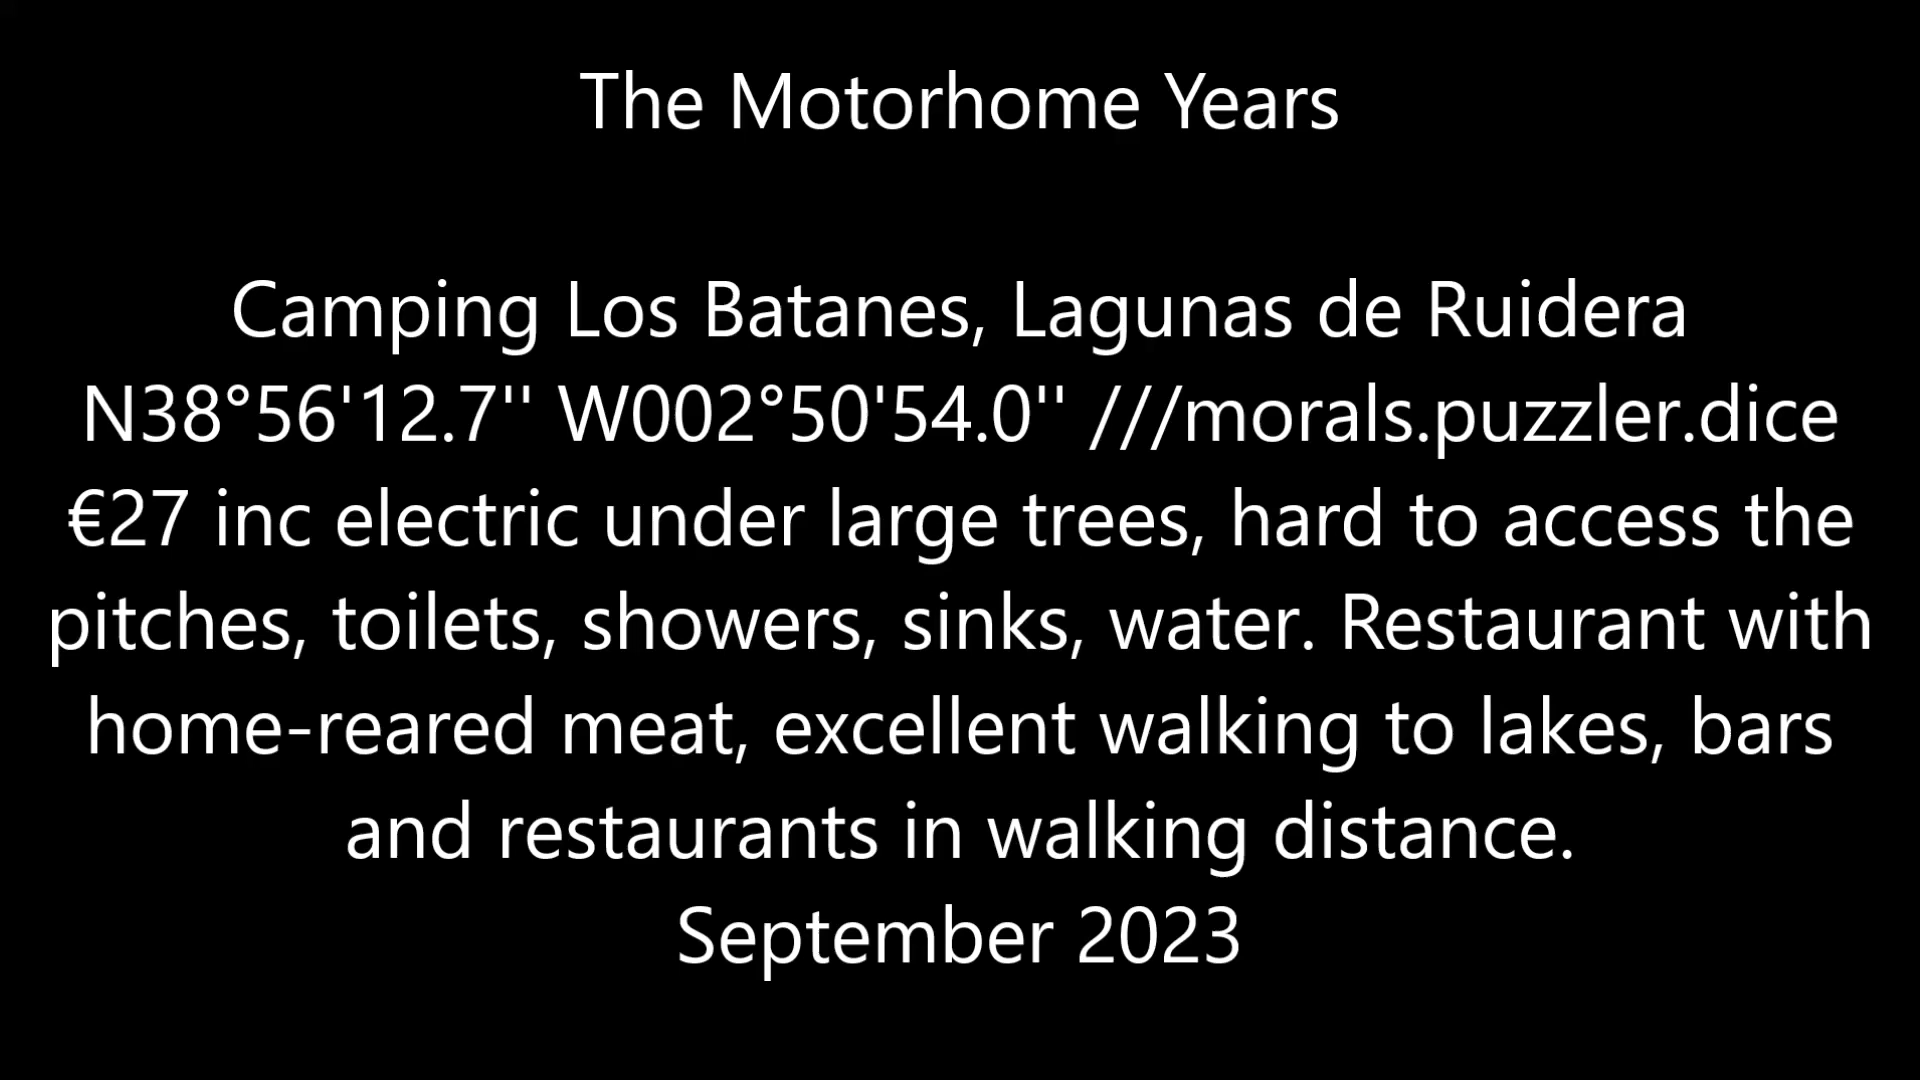 The Motorhome Years
Camping Los Batanes, Lagunas de Ruidera
N38°56'12.7'' W002°50'54.0'' ///morals.puzzler.dice
€27 inc electric under large trees, hard to access the
pitches, toilets, showers, sinks, water. Restaurant with
home-reared meat, excellent walking to lakes, bars
and restaurants in walking distance.
September 2023